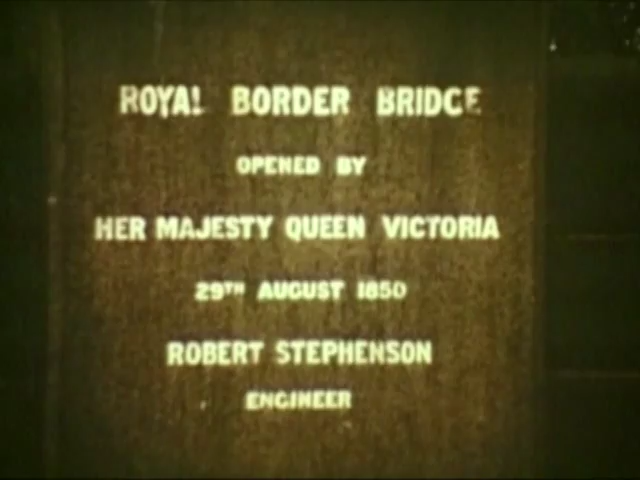 ROYAL BORDER BRIDGE
OPENED BY
HER MAJESTY QUEEN VICTORIA
29TH AUGUST 1850
ROBERT STEPHENSON
ENGINEER